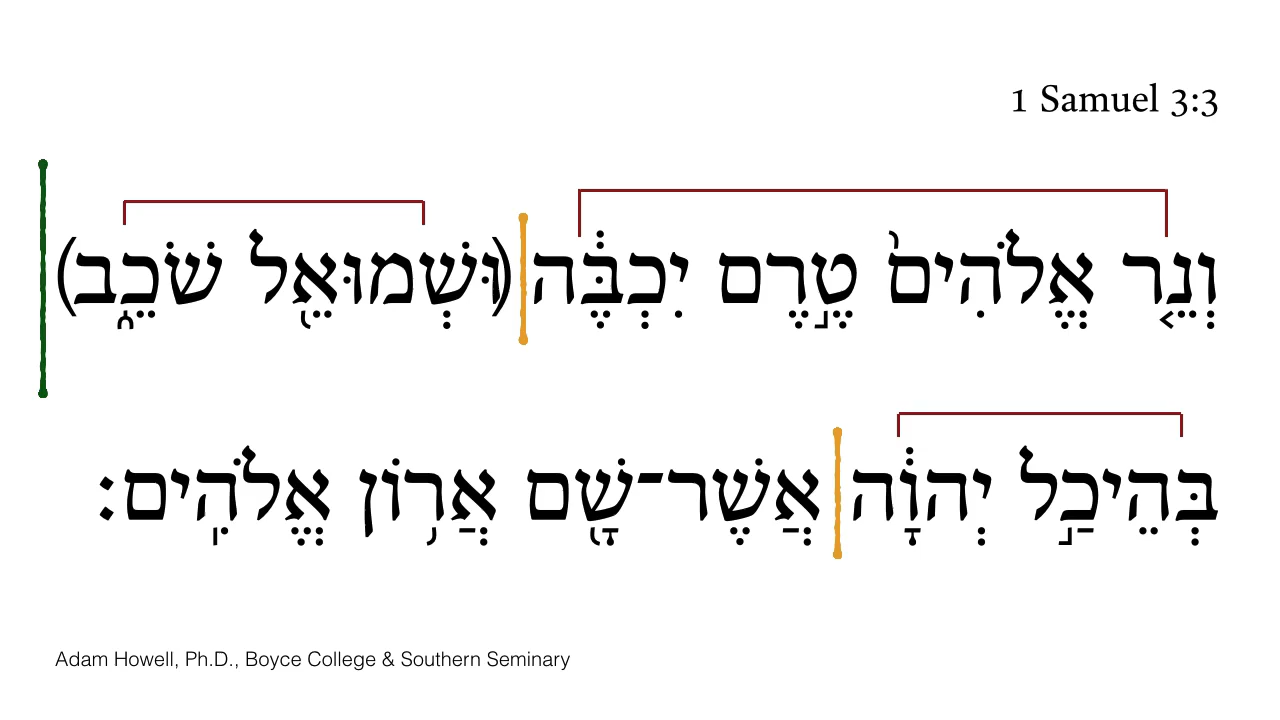 1 Samuel 3:3
וְנֵ֤ר אֱלֹהִים֙ טֶ֣רֶם יִכְבֶּ֔ה (וּשְׁמוּאֵ֖ל שֹׁכֵ֑ב)
בְּהֵיכַ֣ל יְהוָ֔ה אֲשֶׁר־שָׁ֖ם אֲר֥וֹן אֱלֹהִֽים׃
Adam Howell, Ph.D., Boyce College & Southern Seminary